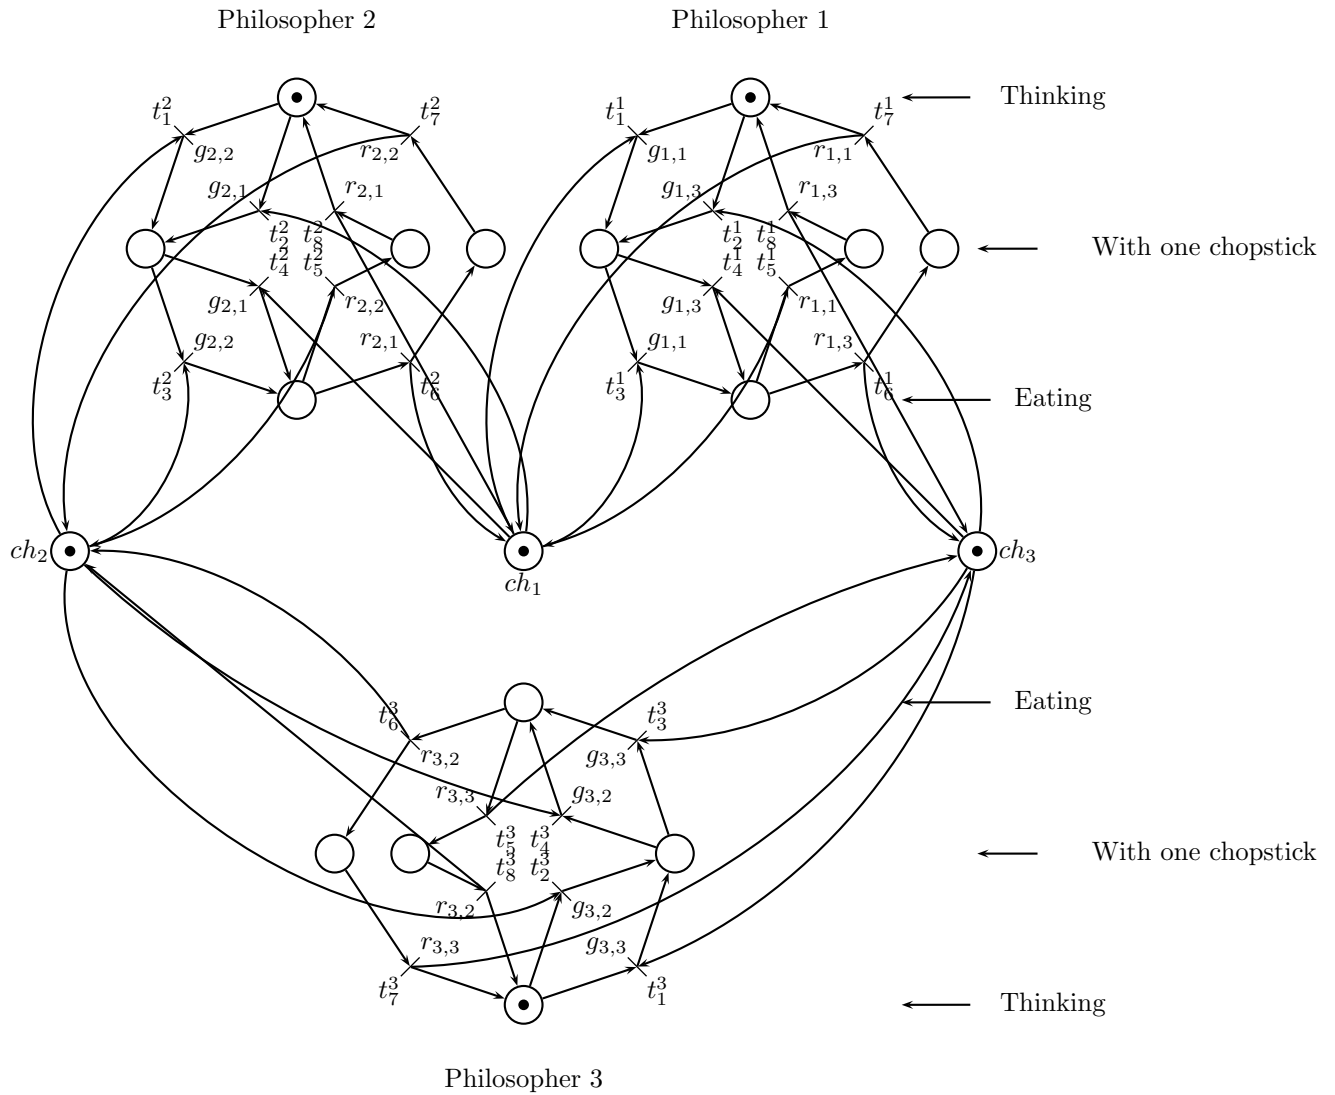 Philosopher 2 Philosopher 1
t_1^2 t_7^2 t_1^1 t_7^1 Thinking
g_{2,2} r_{2,2} g_{1,1} r_{1,1}
g_{2,1} r_{2,1} g_{1,3} r_{1,3}
t_2^2 t_8^2 t_2^1 t_8^1 With one chopstick
t_4^2 t_5^2 t_4^1 t_5^1
g_{2,1} r_{2,2} g_{1,3} r_{1,1}
g_{2,2} r_{2,1} g_{1,1} r_{1,3}
t_3^2 t_6^2 t_3^1 t_6^1 Eating
ch_2 ch_1 ch_3
t_6^3 t_3^3 Eating
r_{3,2} g_{3,3}
r_{3,3} g_{3,2}
t_5^3 t_4^3 With one chopstick
t_8^3 t_2^3
r_{3,2} g_{3,2}
r_{3,3} g_{3,3}
t_7^3 t_1^3 Thinking
Philosopher 3